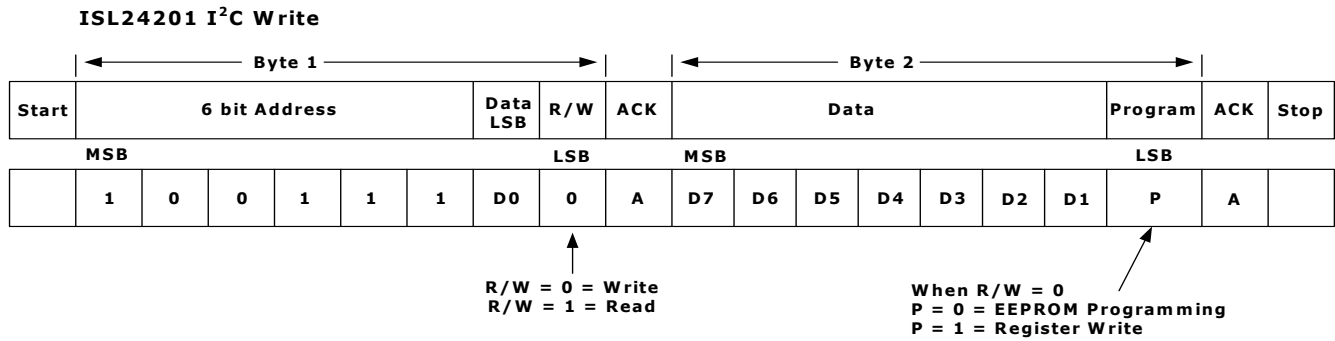 ISL24201 I²C Write
Byte 1 Byte 2
Start 6 bit Address Data LSB R/W ACK Data Program ACK Stop
MSB LSB MSB LSB
1 0 0 1 1 1 D0 0 A D7 D6 D5 D4 D3 D2 D1 P A
R/W = 0 = Write
R/W = 1 = Read
When R/W = 0
P = 0 = EEPROM Programming
P = 1 = Register Write